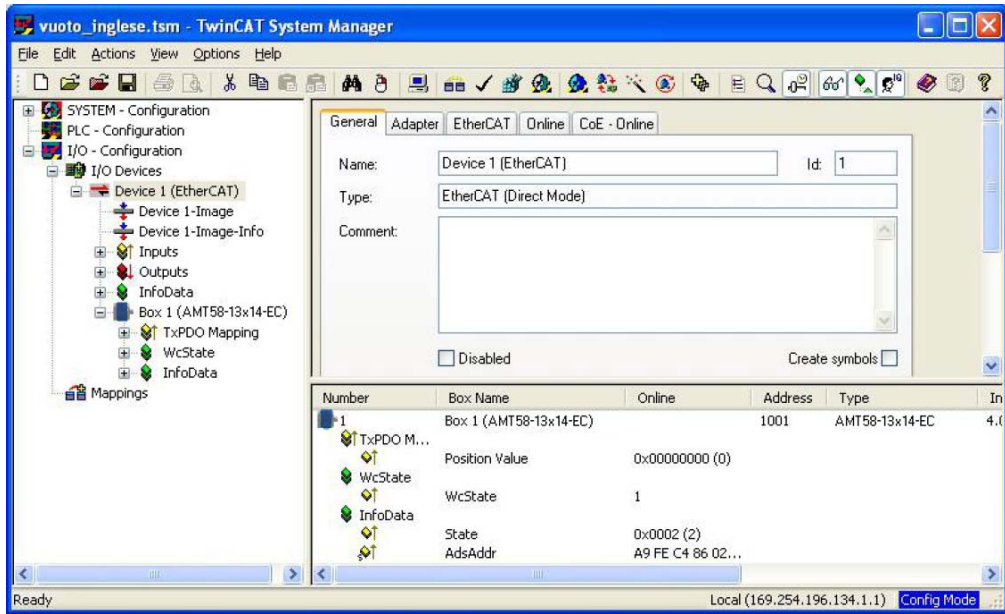 vuoto_inglese.tsm - TwinCAT System Manager
File Edit Actions View Options Help
SYSTEM - Configuration
PLC - Configuration
I/O - Configuration
I/O Devices
Device 1 (EtherCAT)
Device 1-Image
Device 1-Image-Info
Inputs
Outputs
InfoData
Box 1 (AMT58-13x14-EC)
TxPDO Mapping
WcState
InfoData
Mappings
General Adapter EtherCAT Online CoE - Online
Name: Device 1 (EtherCAT) Id: 1
Type: EtherCAT (Direct Mode)
Comment:
Disabled Create symbols
Number Box Name Online Address Type In
1 Box 1 (AMT58-13x14-EC) 1001 AMT58-13x14-EC 4.0
TxPDO M...
Position Value 0x00000000 (0)
WcState
WcState 1
InfoData
State 0x0002 (2)
AdsAddr A9 FE C4 86 02...
Ready Local (169.254.196.134.1.1) Config Mode